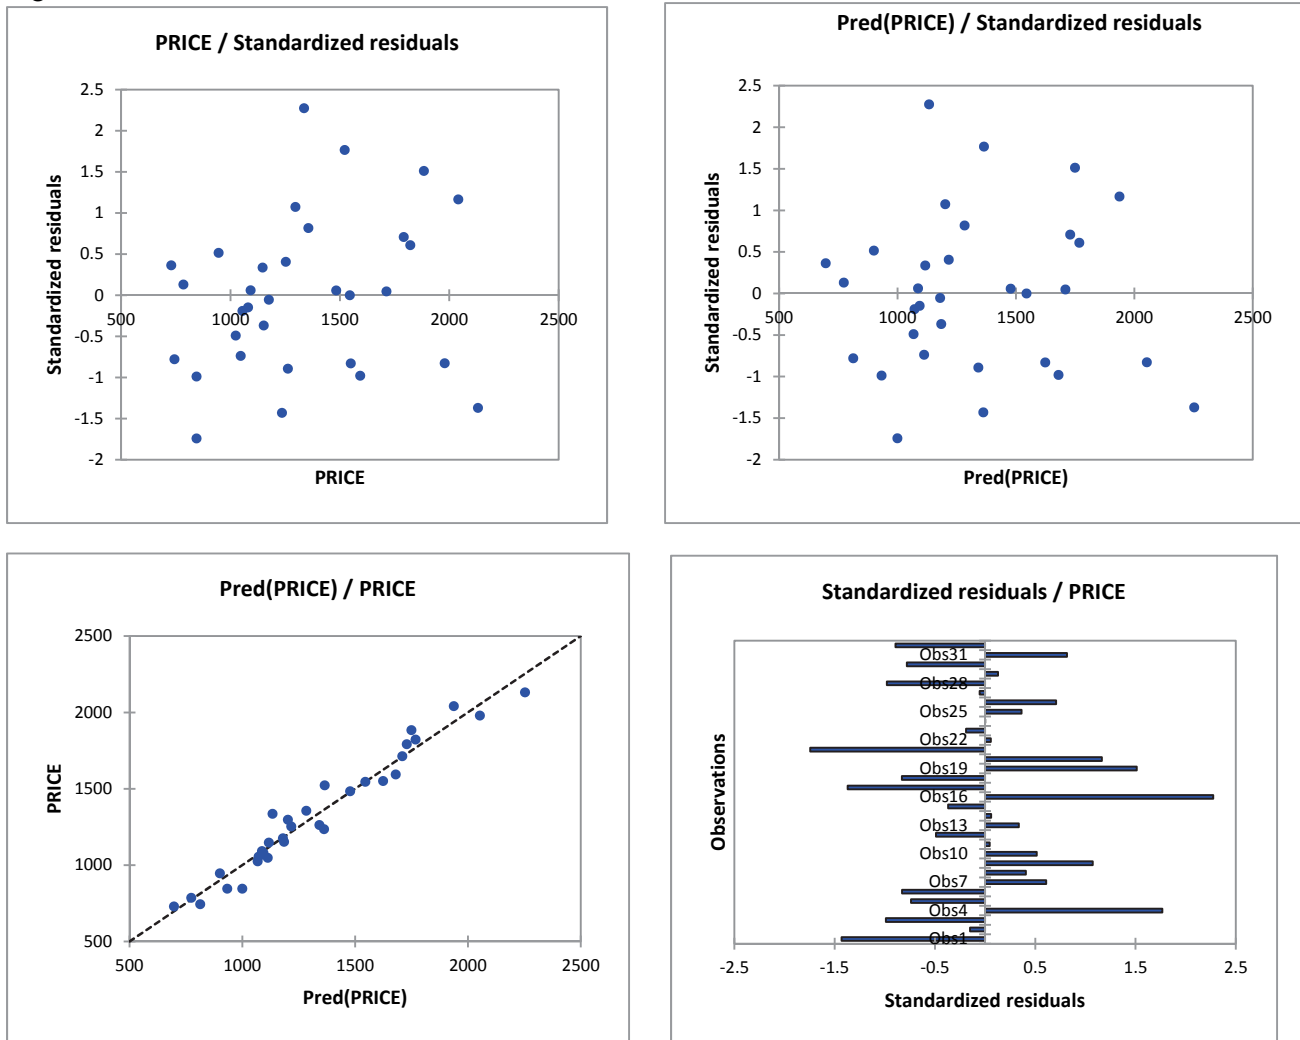 PRICE / Standardized residuals
2.5
2
1.5
1
0.5
0
-0.5
-1
-1.5
-2
500 1000 1500 2000 2500
Standardized residuals
PRICE
Pred(PRICE) / Standardized residuals
2.5
2
1.5
1
0.5
0
-0.5
-1
-1.5
-2
500 1000 1500 2000 2500
Standardized residuals
Pred(PRICE)
Pred(PRICE) / PRICE
2500
2000
1500
1000
500
500 1000 1500 2000 2500
PRICE
Pred(PRICE)
Standardized residuals / PRICE
Obs31
Obs28
Obs25
Obs22
Obs19
Obs16
Obs13
Obs10
Obs7
Obs4
Obs1
-2.5 -1.5 -0.5 0.5 1.5 2.5
Observations
Standardized residuals